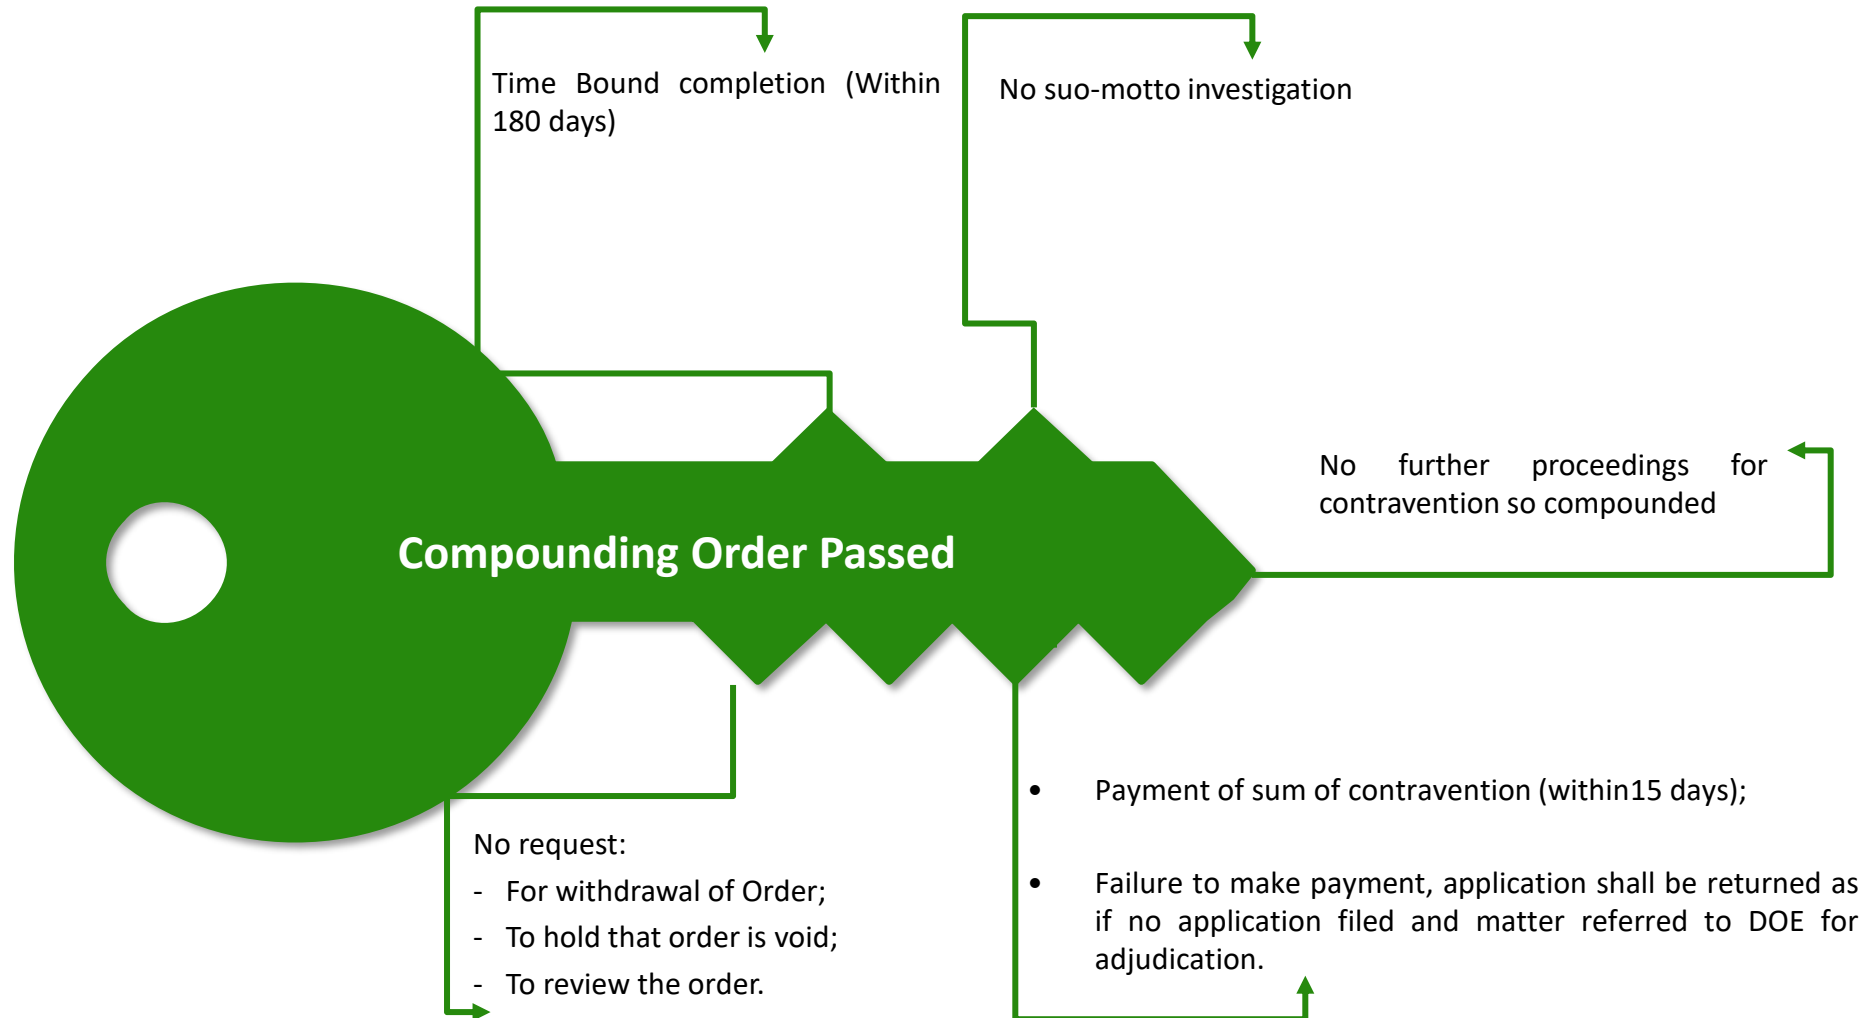 Time Bound completion (Within
180 days)
No suo-motto investigation
No further proceedings for
contravention so compounded
Compounding Order Passed
No request:
- For withdrawal of Order;
- To hold that order is void;
- To review the order.
• Payment of sum of contravention (within15 days);
• Failure to make payment, application shall be returned as
if no application filed and matter referred to DOE for
adjudication.